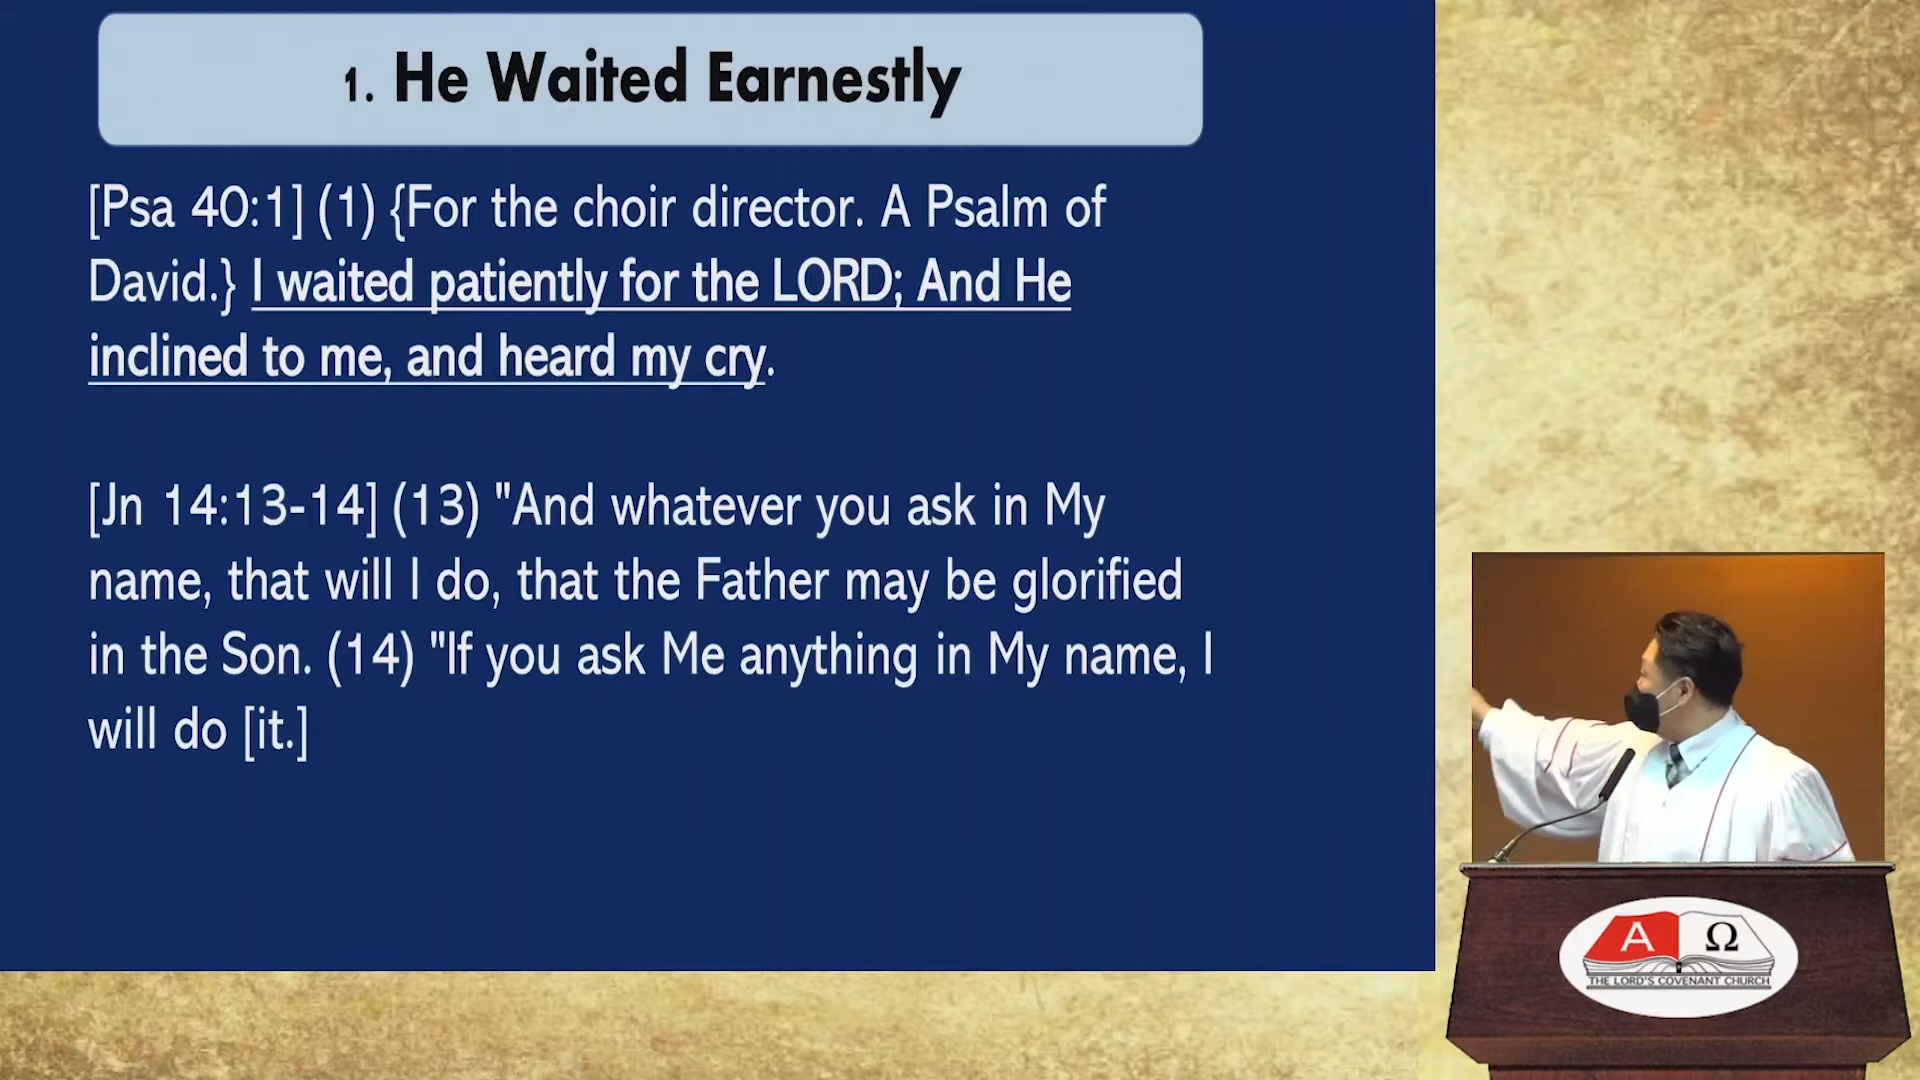 1. He Waited Earnestly
[Psa 40:1] (1) {For the choir director. A Psalm of
David.} I waited patiently for the LORD; And He
inclined to me, and heard my cry.
[Jn 14:13-14] (13) "And whatever you ask in My
name, that will I do, that the Father may be glorified
in the Son. (14) "If you ask Me anything in My name, I
will do [it.]
A Ω
THE LORD'S COVENANT CHURCH